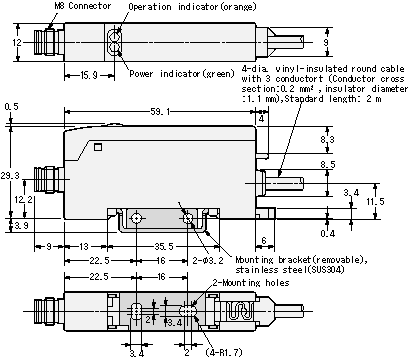 M8 Connector
Operation indicator(orange)
12
9
15.9
Power indicator(green)
4-dia. vinyl-insulated round cable
with 3 conductort (Conductor cross
section:0.2 mm², insulator diameter
:1.1 mm),Standard length: 2 m
59.1
4
0.5
8.3
29.3
12.2
8.5
3.4
11.5
3.9
0.4
9
13
35.5
6
22.5
16
2-Φ3.2
Mounting bracket(removable),
stainless steel(SUS304)
22.5
16
2-Mounting holes
2
3.4
3.4
2
(4-R1.7)